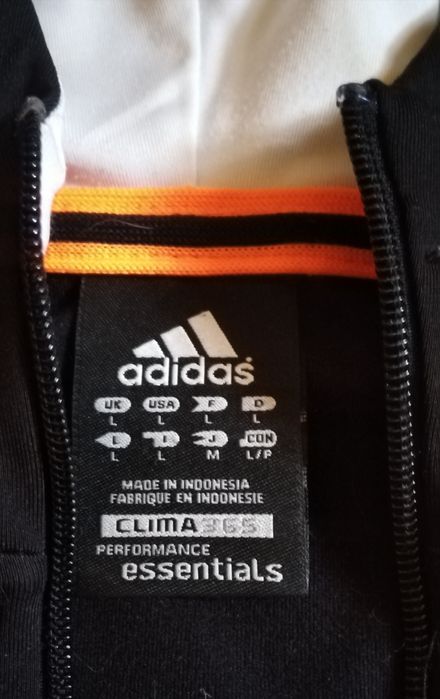 adidas
UK USA F D
L L L L
E I J CON
L L M L/P
MADE IN INDONESIA
FABRIQUE EN INDONESIE
CLIMA365
PERFORMANCE
essentials